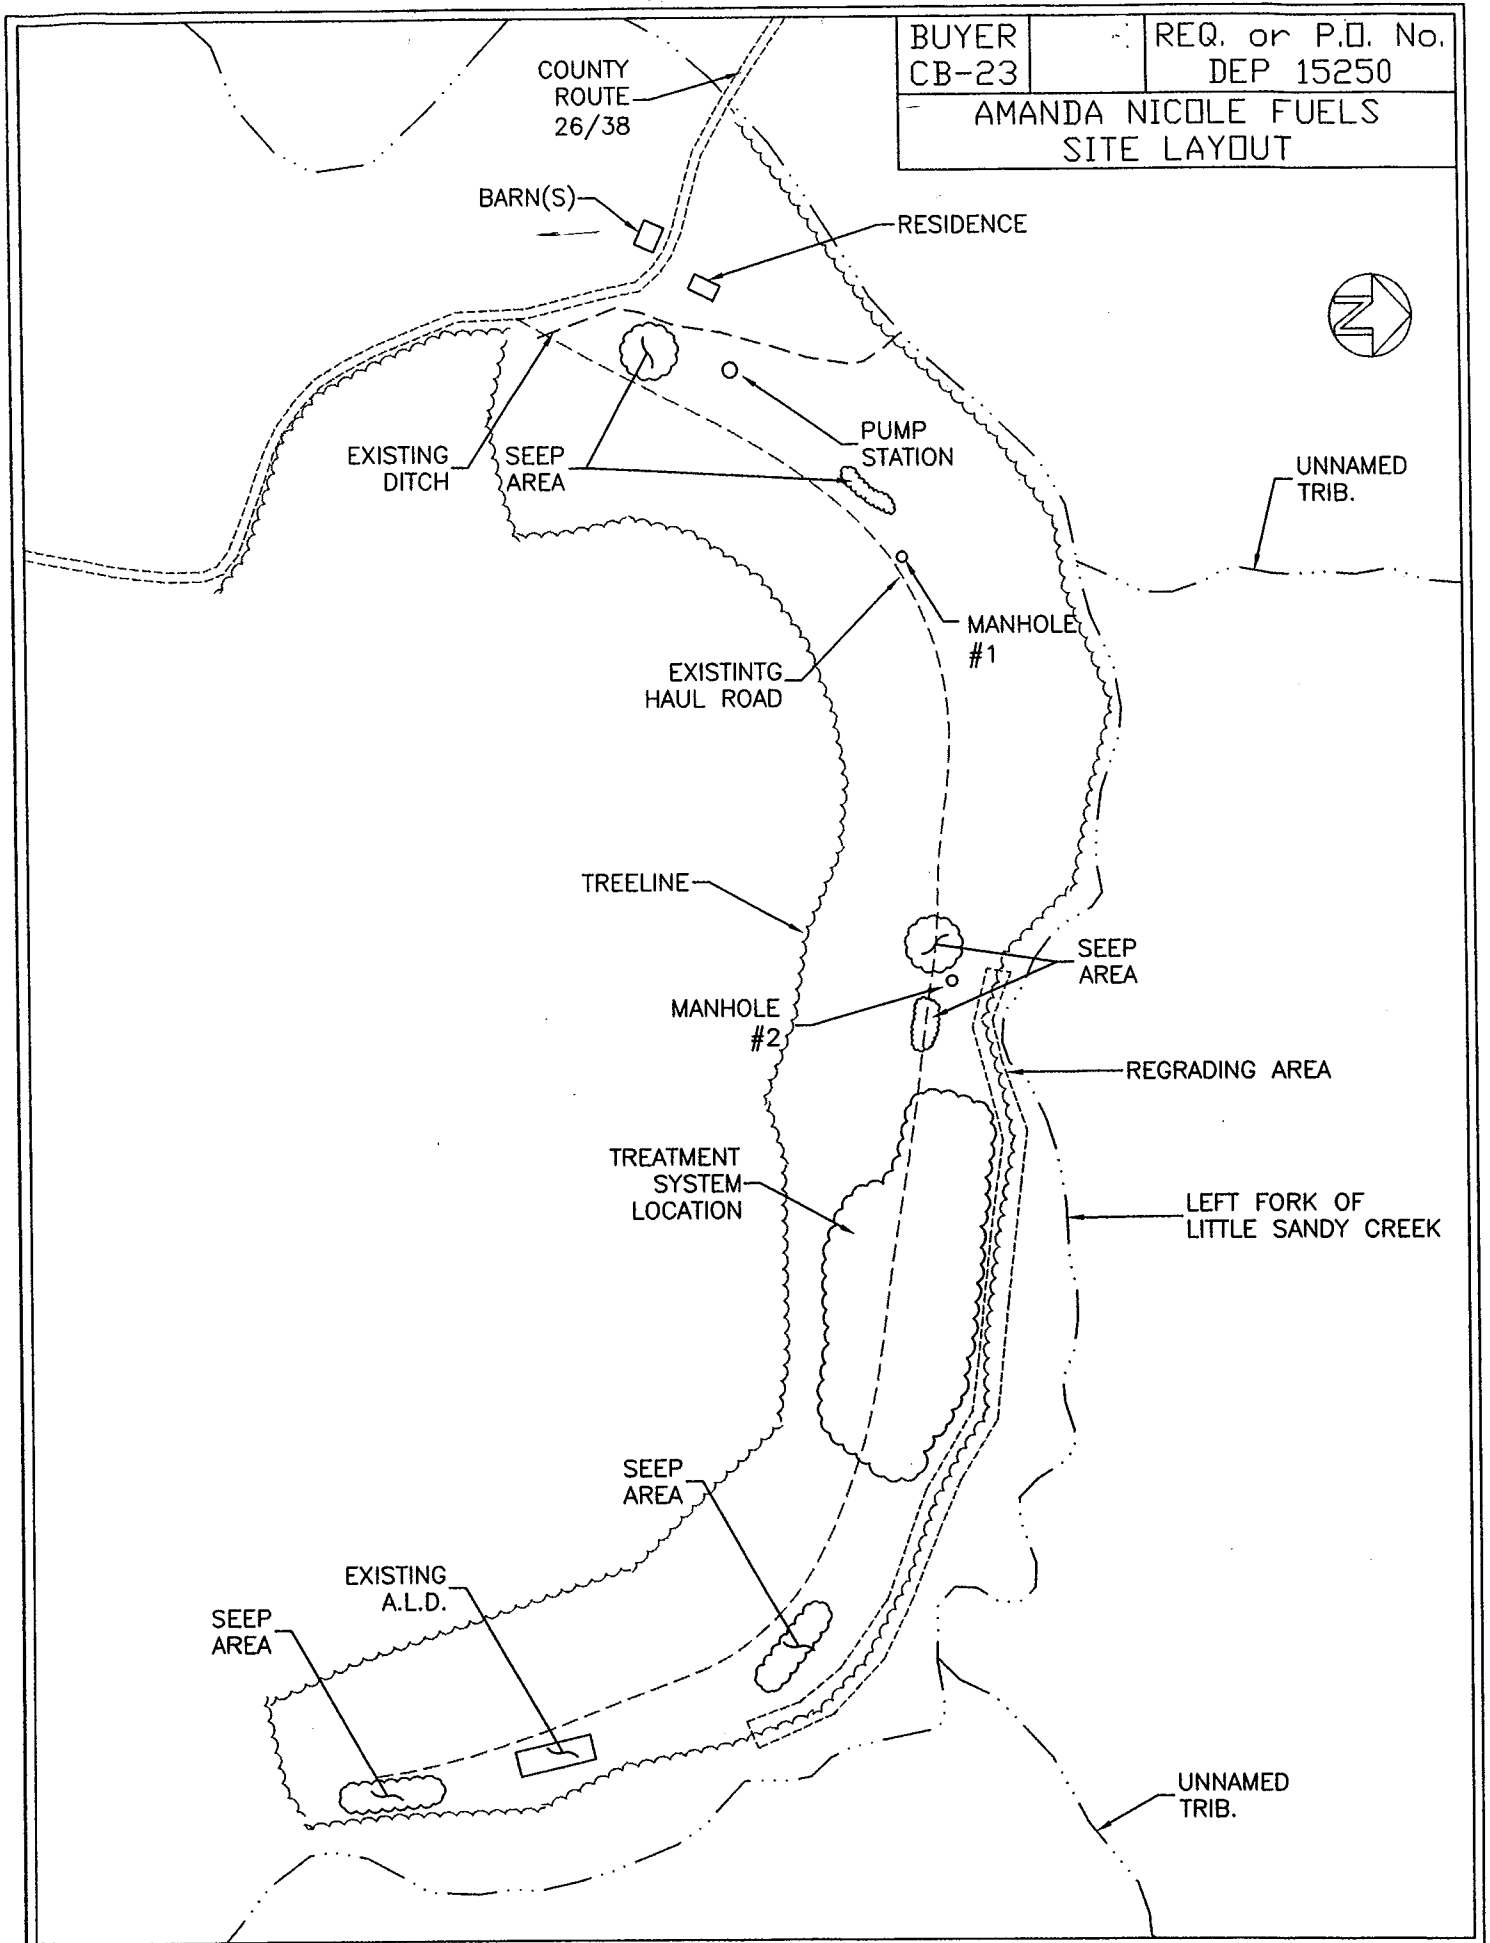 BUYER
CB-23
REQ. or P.O. No.
DEP 15250
AMANDA NICOLE FUELS
SITE LAYOUT
COUNTY
ROUTE
26/38
BARN(S)
RESIDENCE
N
EXISTING
DITCH
SEEP
AREA
PUMP
STATION
UNNAMED
TRIB.
MANHOLE
#1
EXISTINTG
HAUL ROAD
TREELINE
SEEP
AREA
MANHOLE
#2
REGRADING AREA
TREATMENT
SYSTEM
LOCATION
LEFT FORK OF
LITTLE SANDY CREEK
SEEP
AREA
EXISTING
A.L.D.
SEEP
AREA
UNNAMED
TRIB.